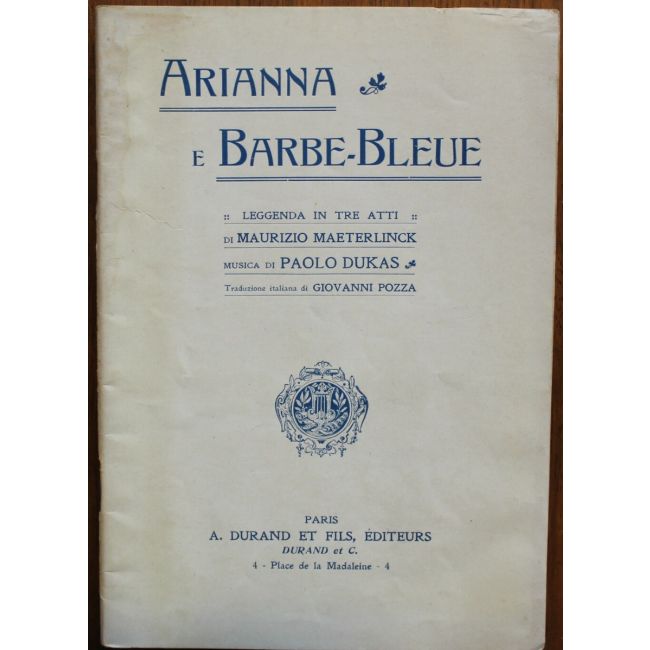 ARIANNA
E BARBE-BLEUE
:: LEGGENDA IN TRE ATTI ::
DI MAURIZIO MAETERLINCK
MUSICA DI PAOLO DUKAS
Traduzione italiana di GIOVANNI POZZA
PARIS
A. DURAND ET FILS, ÉDITEURS
DURAND et C.
4 - Place de la Madaleine - 4